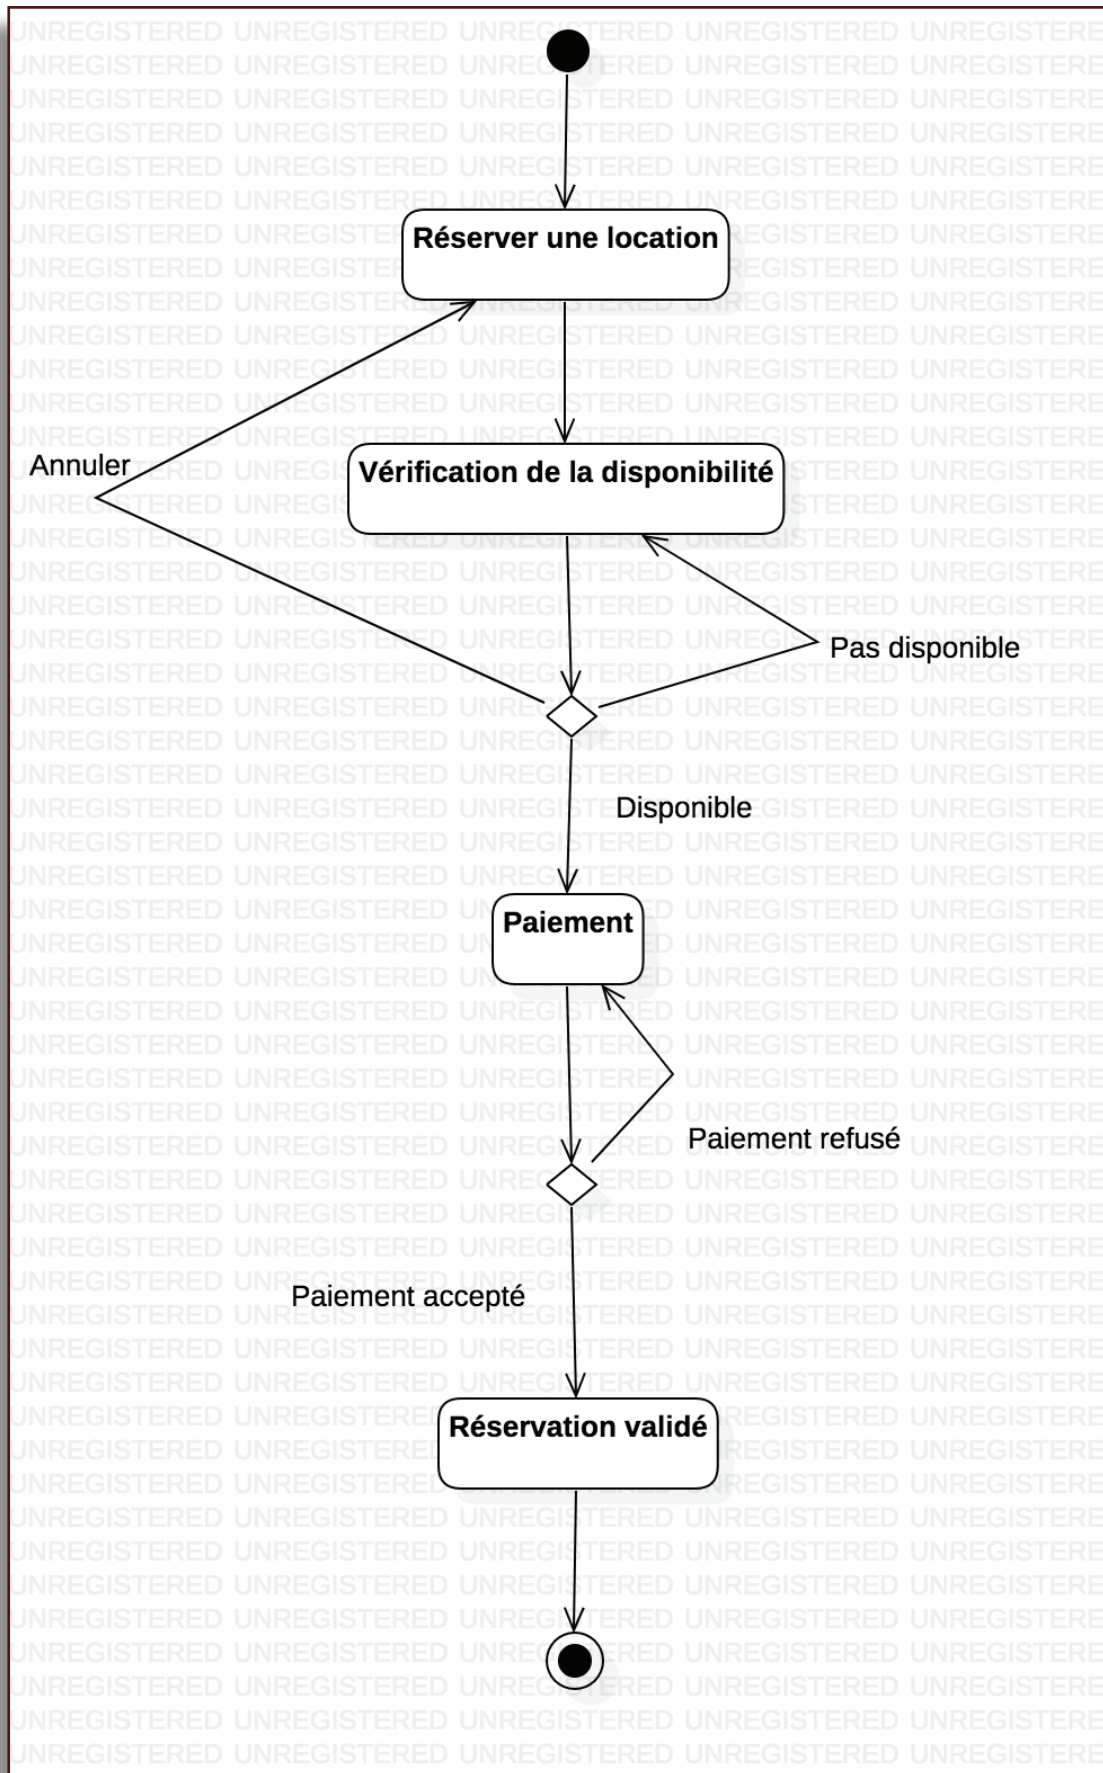 Réserver une location
Annuler
Vérification de la disponibilité
Pas disponible
Disponible
Paiement
Paiement refusé
Paiement accepté
Réservation validé